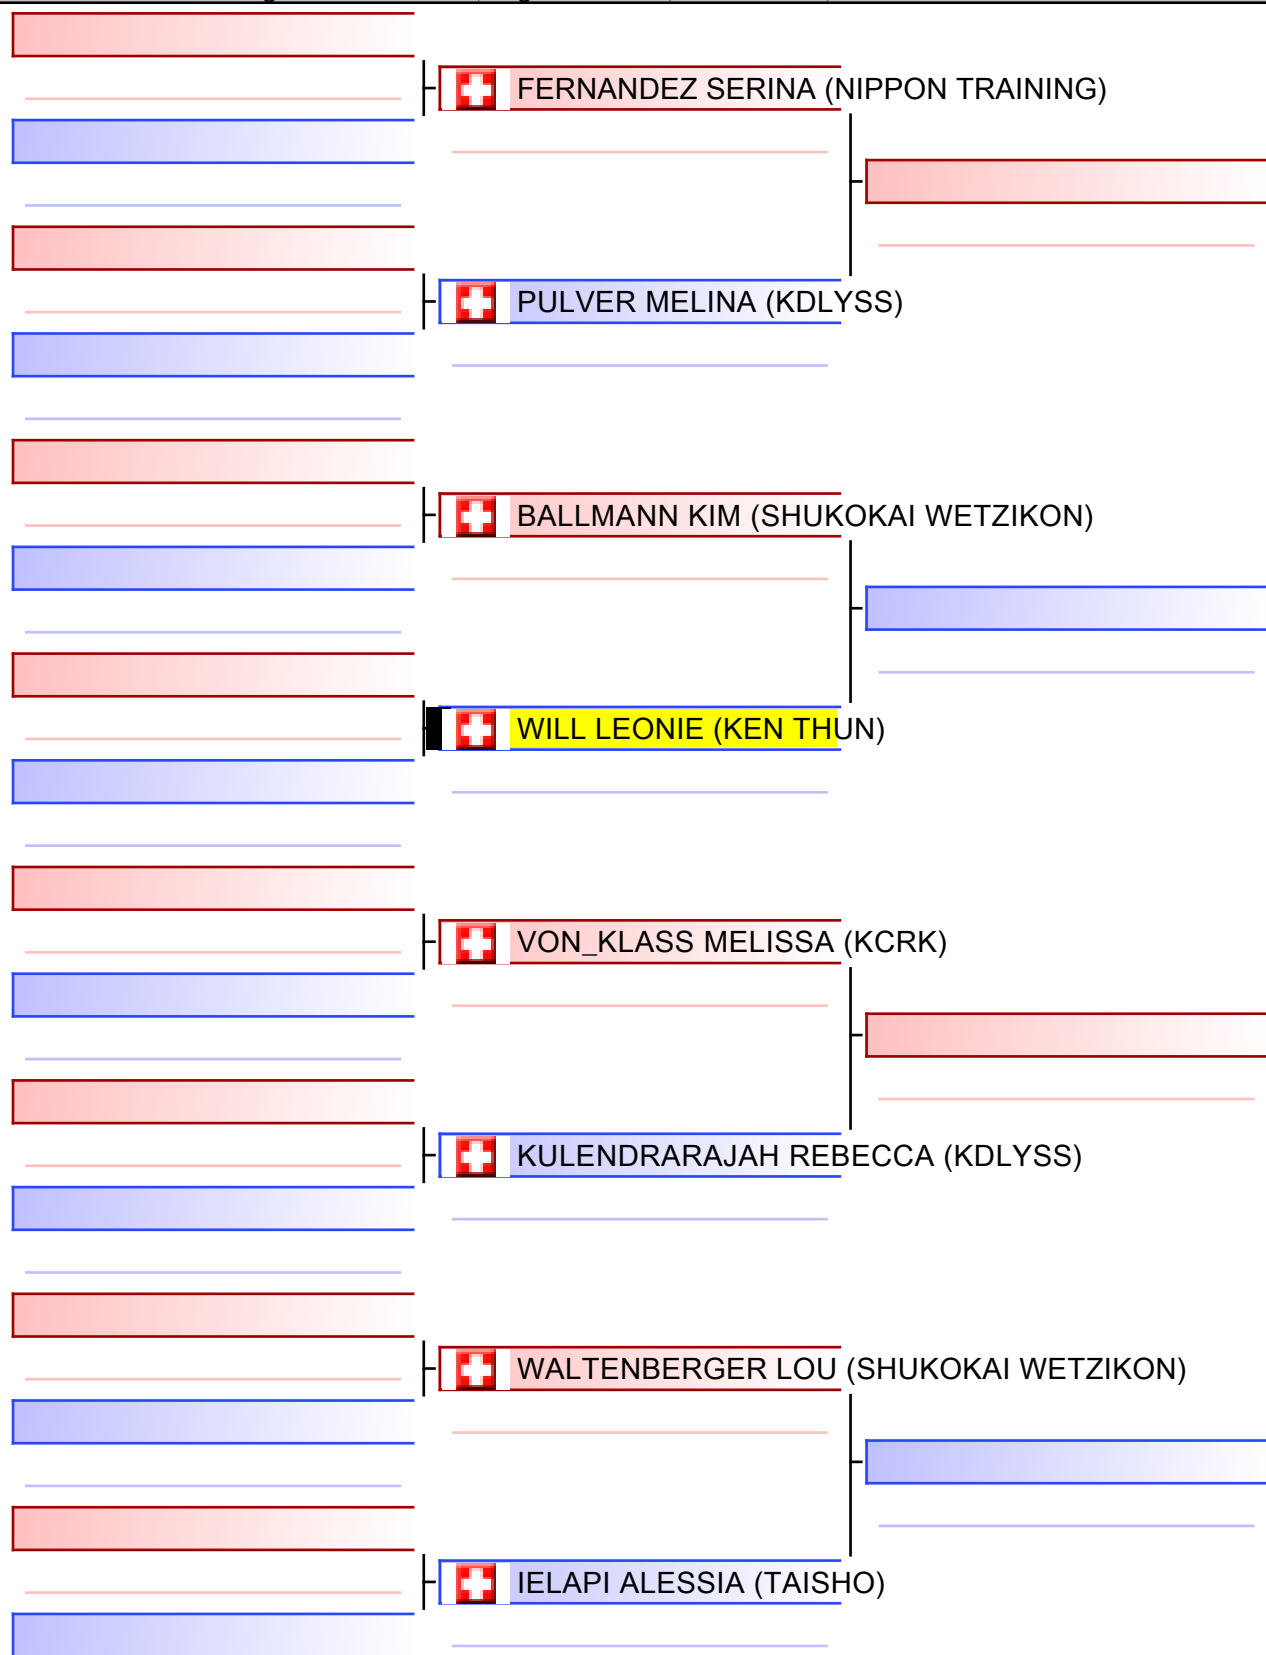 FERNANDEZ SERINA (NIPPON TRAINING)
PULVER MELINA (KDLYSS)
BALLMANN KIM (SHUKOKAI WETZIKON)
WILL LEONIE (KEN THUN)
VON_KLASS MELISSA (KCRK)
KULENDRARAJAH REBECCA (KDLYSS)
WALTENBERGER LOU (SHUKOKAI WETZIKON)
IELAPI ALESSIA (TAISHO)